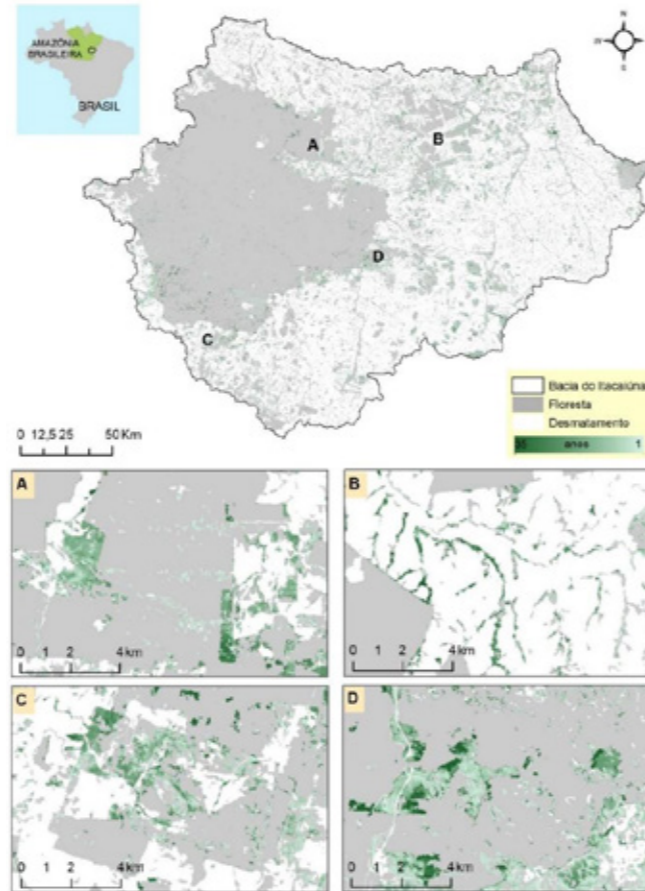 AMAZÔNIA
BRASILEIRA
BRASIL
N
W
S
A
B
C
D
Bacia do Itacaiúna
Floresta
Desmatamento
35 anos 1
0 12,5 25 50 Km
A
0 1 2 4 km
B
0 1 2 4 km
C
0 1 2 4 km
D
0 1 2 4 km